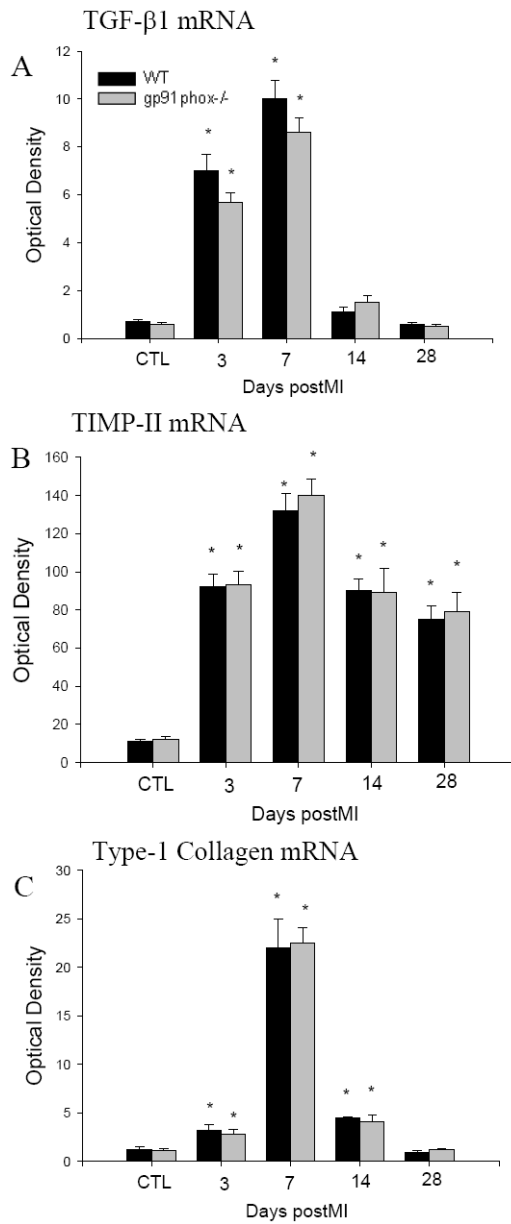 TGF-β1 mRNA
A
WT
gp91phox-/-
12
10
8
6
4
2
0
Optical Density
* * * *
CTL 3 7 14 28
Days postMI
TIMP-II mRNA
B
160
140
120
100
80
60
40
20
0
Optical Density
* * * * * * * *
CTL 3 7 14 28
Days postMI
Type-1 Collagen mRNA
C
30
25
20
15
10
5
0
Optical Density
* * * * * *
CTL 3 7 14 28
Days postMI